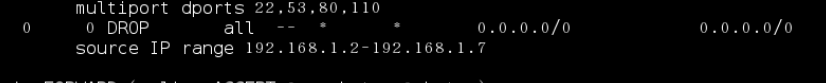 multiport dports 22,53,80,110
0 0 DROP all -- * * 0.0.0.0/0 0.0.0.0/0
source IP range 192.168.1.2-192.168.1.7